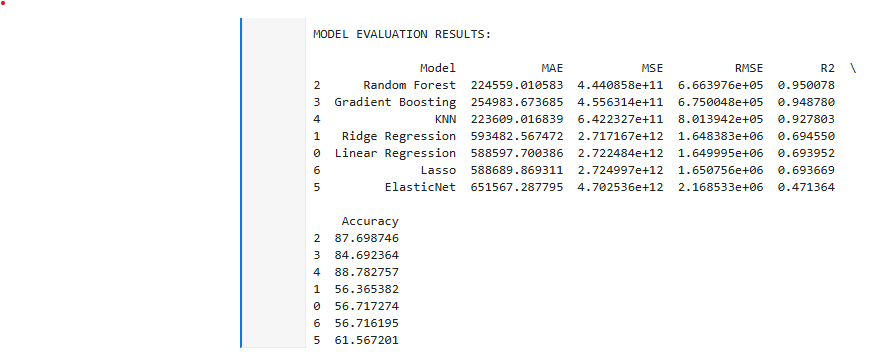 MODEL EVALUATION RESULTS:
Model MAE MSE RMSE R2 \
2 Random Forest 224559.010583 4.440858e+11 6.663976e+05 0.950078
3 Gradient Boosting 254983.673685 4.556314e+11 6.750048e+05 0.948780
4 KNN 223609.016839 6.422327e+11 8.013942e+05 0.927803
1 Ridge Regression 593482.567472 2.717167e+12 1.648383e+06 0.694550
0 Linear Regression 588597.700386 2.722484e+12 1.649995e+06 0.693952
6 Lasso 588689.869311 2.724997e+12 1.650756e+06 0.693669
5 ElasticNet 651567.287795 4.702536e+12 2.168533e+06 0.471364
Accuracy
2 87.698746
3 84.692364
4 88.782757
1 56.365382
0 56.717274
6 56.716195
5 61.567201